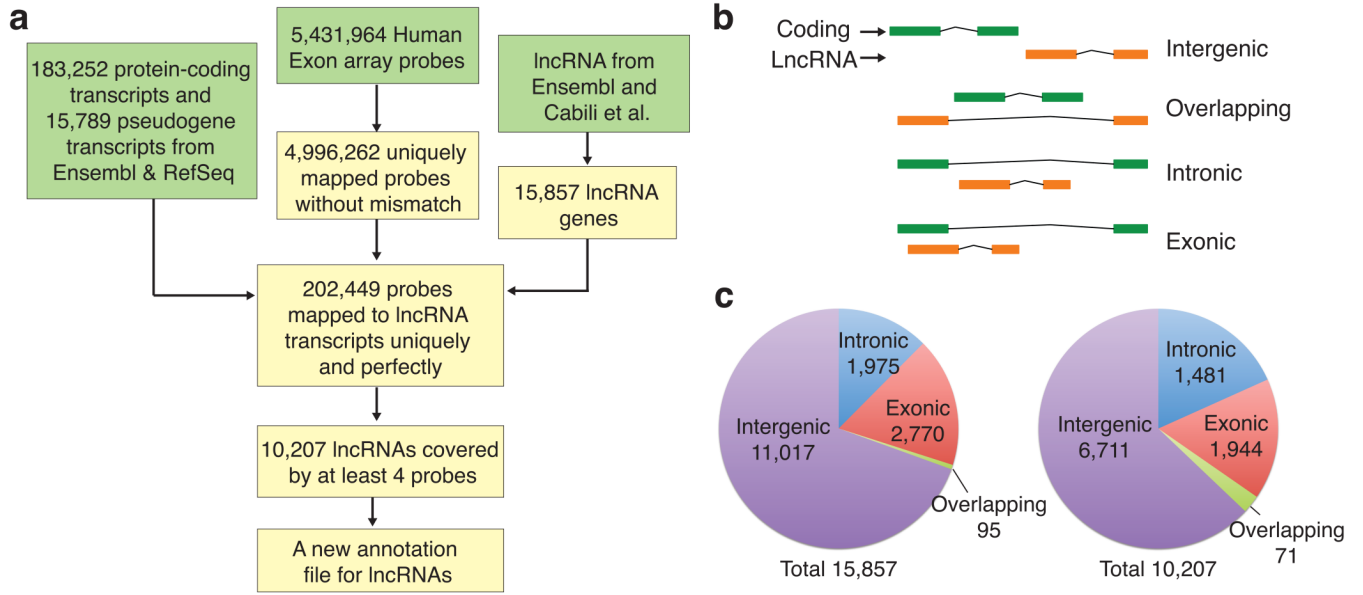 a
183,252 protein-coding
transcripts and
15,789 pseudogene
transcripts from
Ensembl & RefSeq
5,431,964 Human
Exon array probes
lncRNA from
Ensembl and
Cabili et al.
4,996,262 uniquely
mapped probes
without mismatch
15,857 lncRNA
genes
202,449 probes
mapped to lncRNA
transcripts uniquely
and perfectly
10,207 lncRNAs covered
by at least 4 probes
A new annotation
file for lncRNAs
b
Coding
LncRNA
Intergenic
Overlapping
Intronic
Exonic
c
Intronic
1,975
Exonic
2,770
Intergenic
11,017
Overlapping
95
Total 15,857
Intronic
1,481
Exonic
1,944
Intergenic
6,711
Overlapping
71
Total 10,207